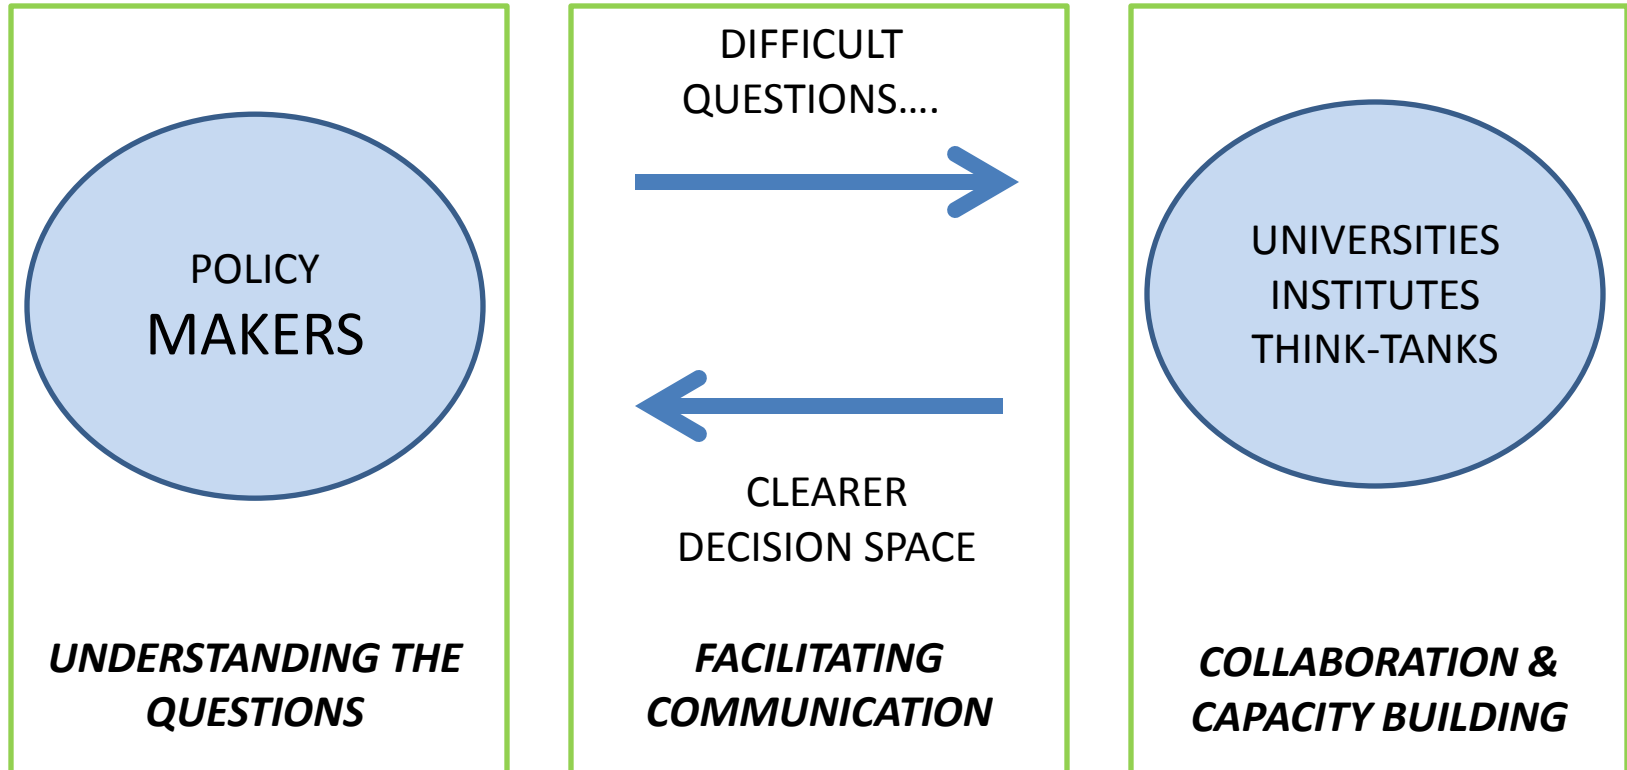 POLICY
MAKERS
UNDERSTANDING THE
QUESTIONS
DIFFICULT
QUESTIONS....
CLEARER
DECISION SPACE
FACILITATING
COMMUNICATION
UNIVERSITIES
INSTITUTES
THINK-TANKS
COLLABORATION &
CAPACITY BUILDING